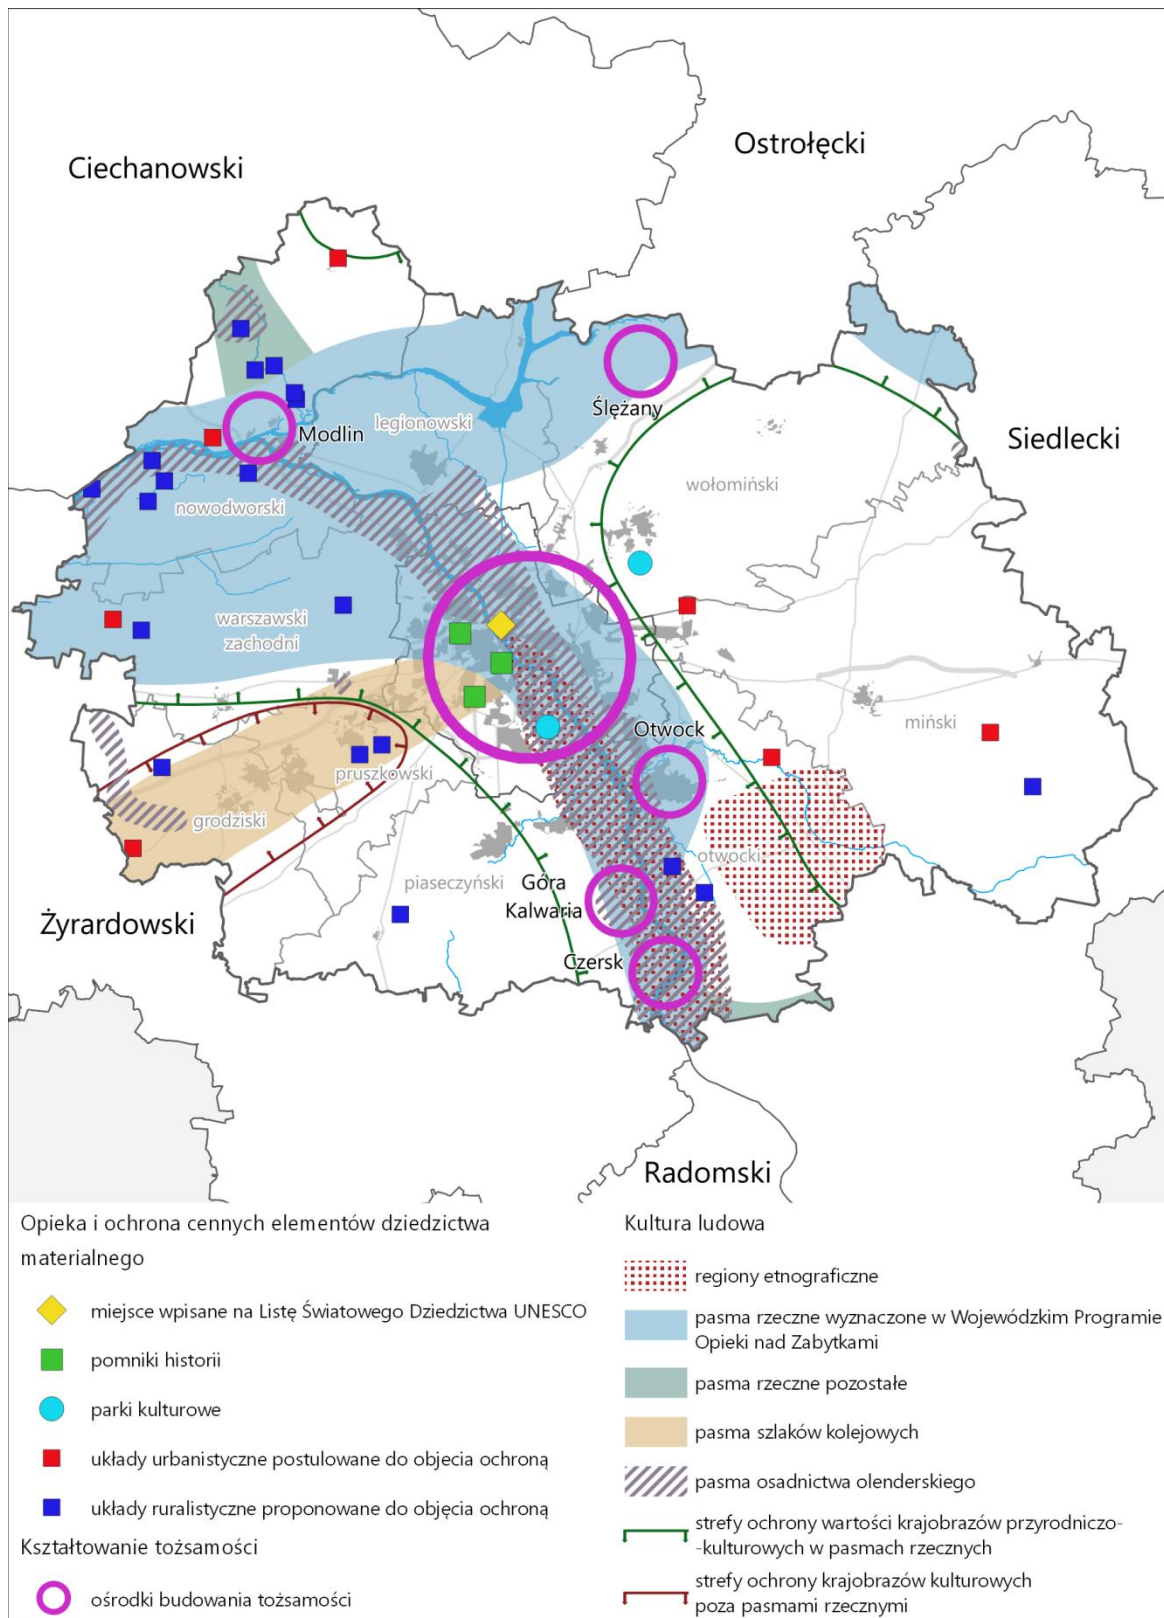 Ostrołęcki
Ciechanowski
Ślężany
Modlin
legionowski
Siedlecki
wołomiński
nowodworski
warszawski
zachodni
Otwock
miński
pruszkowski
grodziski
otwocki
piaseczyński
Góra
Kalwaria
Żyrardowski
Czersk
Radomski
Opieka i ochrona cennych elementów dziedzictwa
materialnego
miejsce wpisane na Listę Światowego Dziedzictwa UNESCO
pomniki historii
parki kulturowe
układy urbanistyczne postulowane do objecia ochroną
układy ruralistyczne proponowane do objęcia ochroną
Kształtowanie tożsamości
ośrodki budowania tożsamości
Kultura ludowa
regiony etnograficzne
pasma rzeczne wyznaczone w Wojewódzkim Programie
Opieki nad Zabytkami
pasma rzeczne pozostałe
pasma szlaków kolejowych
pasma osadnictwa olenderskiego
strefy ochrony wartości krajobrazów przyrodniczo-
-kulturowych w pasmach rzecznych
strefy ochrony krajobrazów kulturowych
poza pasmami rzecznymi